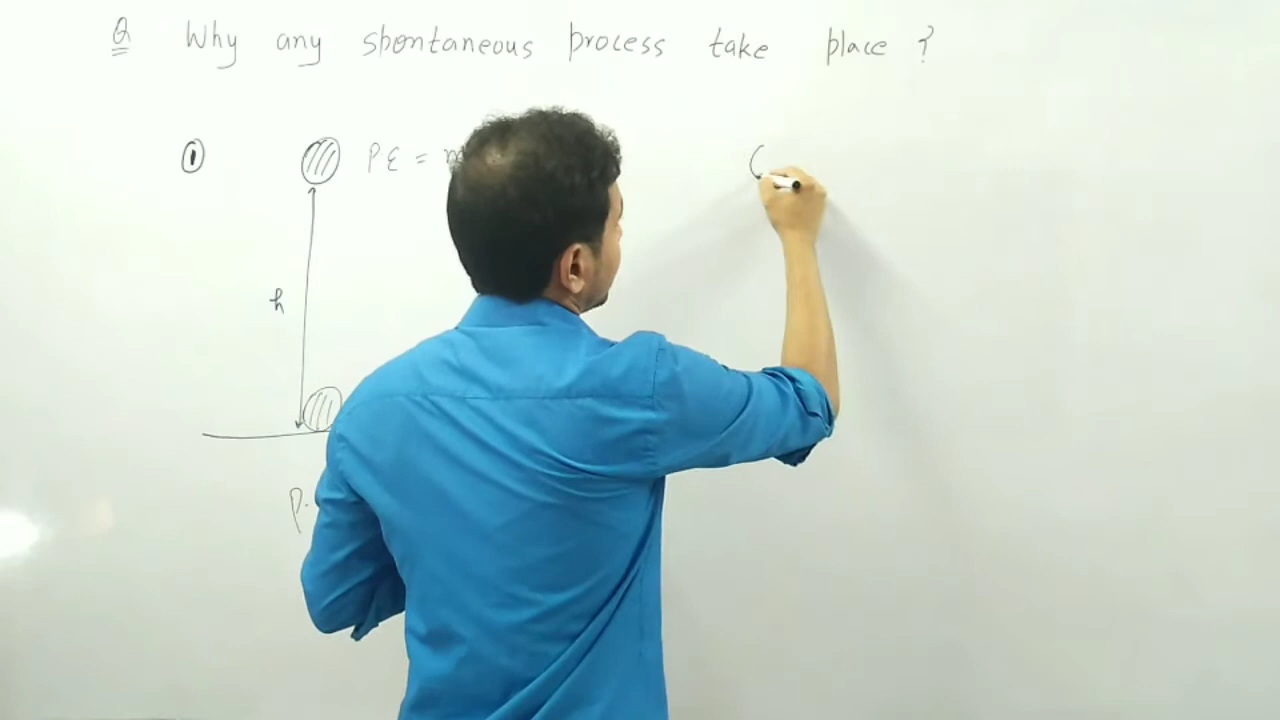 Q Why any spontaneous process take place ?
① PE = m
h
P.